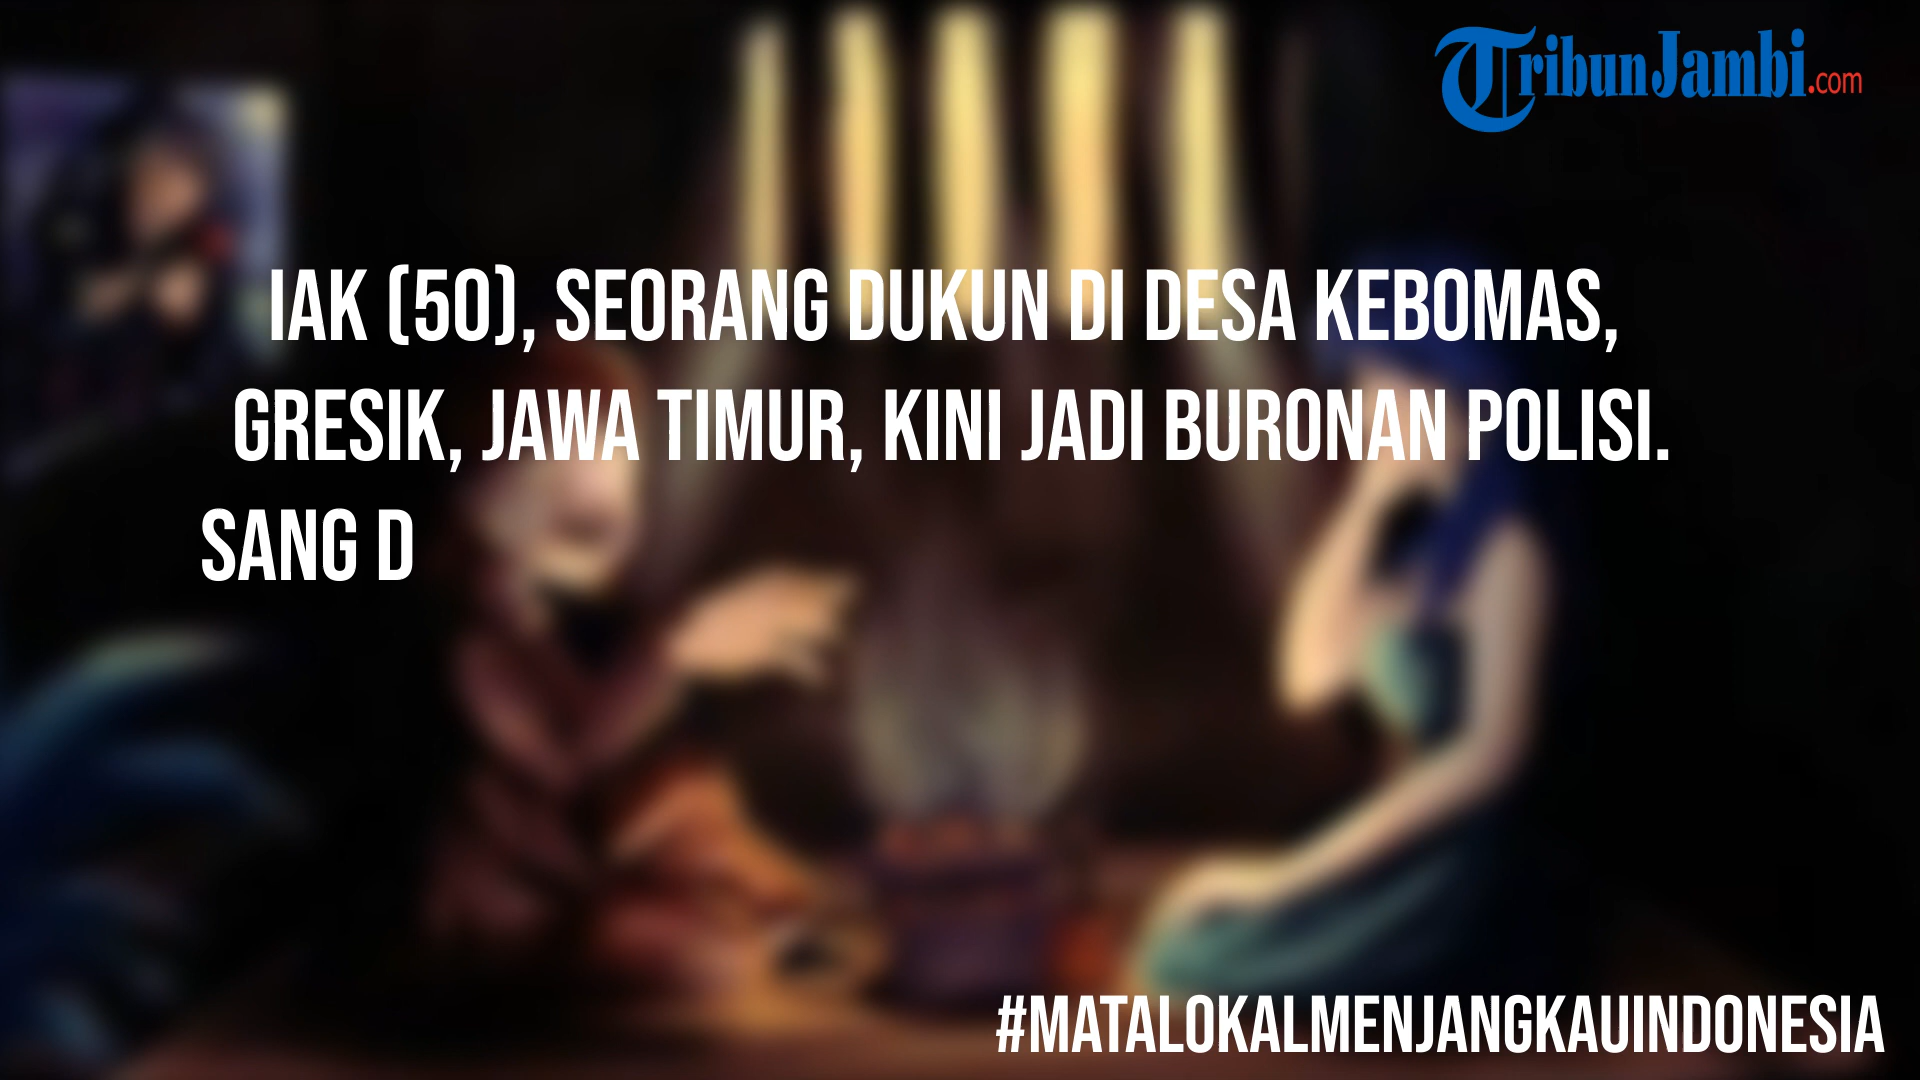 TribunJambi.com
IAK (50), SEORANG DUKUN DI DESA KEBOMAS,
GRESIK, JAWA TIMUR, KINI JADI BURONAN POLISI.
SANG D
#MATALOKALMENJANGKAUINDONESIA